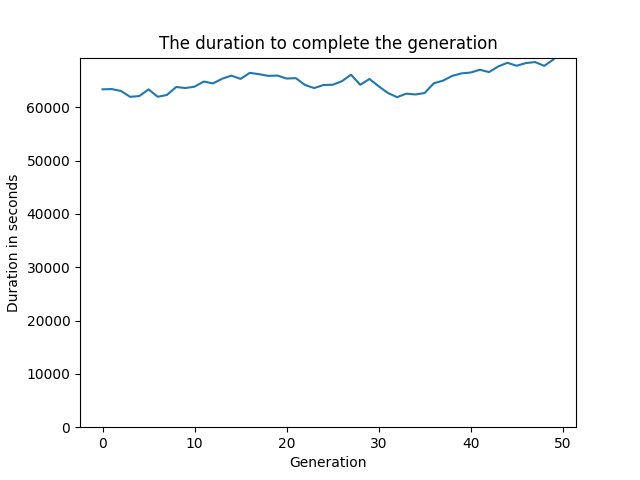 The duration to complete the generation
Duration in seconds
60000
50000
40000
30000
20000
10000
0
0 10 20 30 40 50
Generation